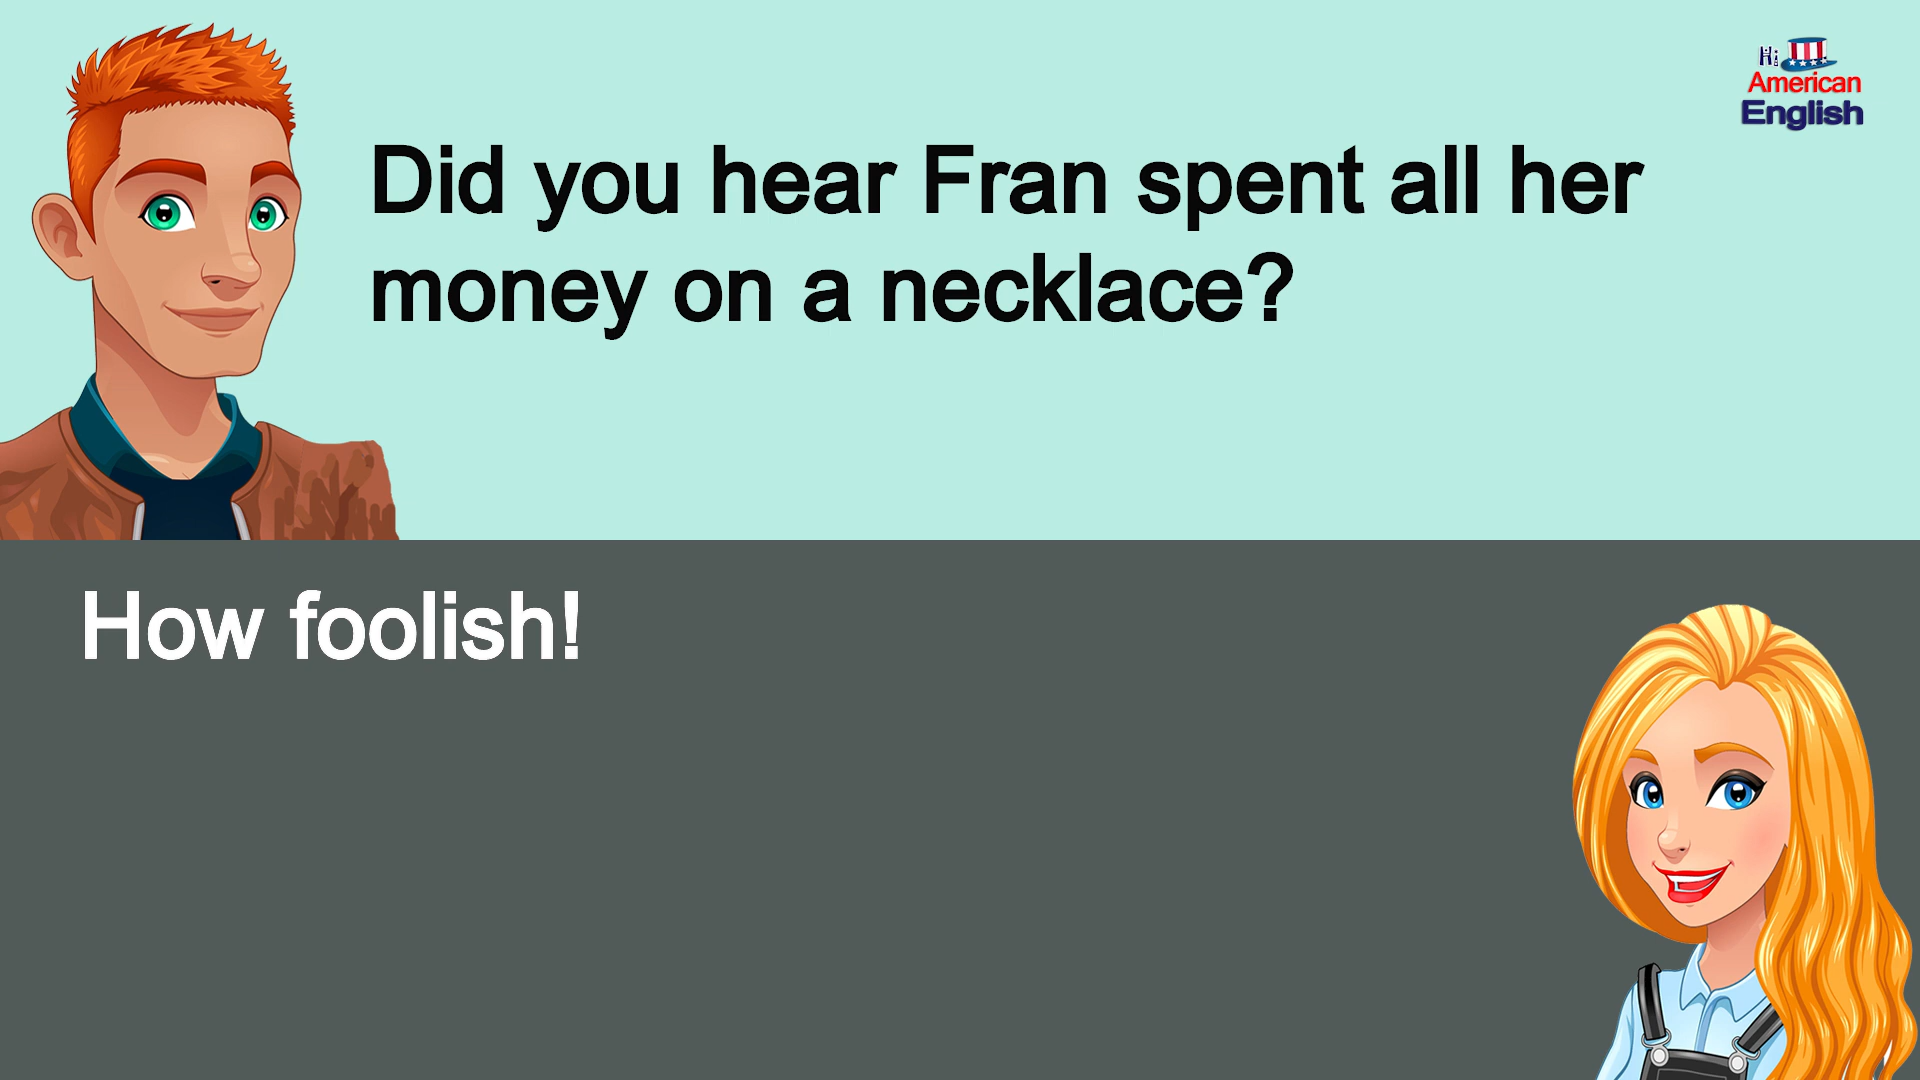 Hi
American
English
Did you hear Fran spent all her
money on a necklace?
How foolish!